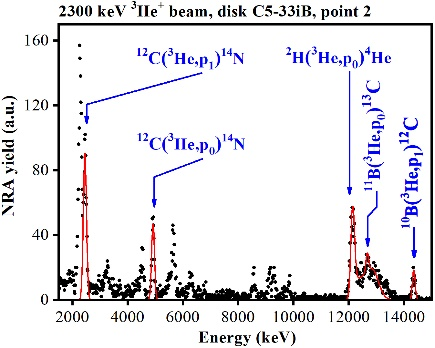 2300 keV ³He⁺ beam, disk C5-33iB, point 2
NRA yield (a.u.)
160
120
80
40
0
¹²C(³He,p₁)¹⁴N
¹²C(³He,p₀)¹⁴N
²H(³He,p₀)⁴He
¹¹B(³He,p₀)¹³C
¹⁰B(³He,p₁)¹²C
2000 4000 6000 8000 10000 12000 14000
Energy (keV)